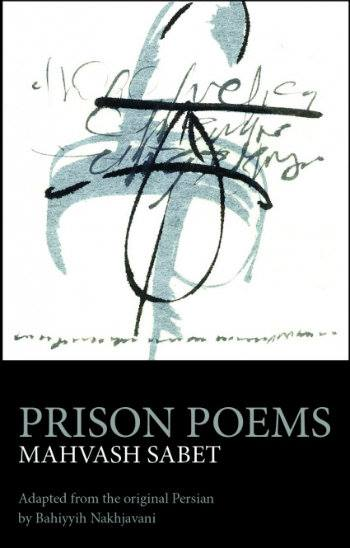 PRISON POEMS
MAHVASH SABET
Adapted from the original Persian
by Bahiyyih Nakhjavani